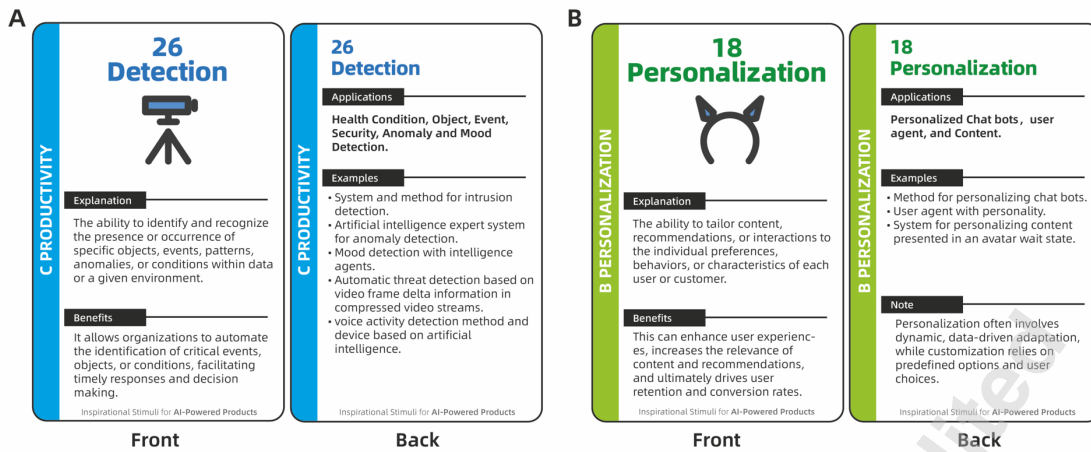 A
C PRODUCTIVITY
26
Detection
Explanation
The ability to identify and recognize
the presence or occurrence of
specific objects, events, patterns,
anomalies, or conditions within data
or a given environment.
Benefits
It allows organizations to automate
the identification of critical events,
objects, or conditions, facilitating
timely responses and decision
making.
Inspirational Stimuli for AI-Powered Products
Front
C PRODUCTIVITY
26
Detection
Applications
Health Condition, Object, Event,
Security, Anomaly and Mood
Detection.
Examples
• System and method for intrusion
detection.
• Artificial intelligence expert system
for anomaly detection.
• Mood detection with intelligence
agents.
• Automatic threat detection based on
video frame delta information in
compressed video streams.
• voice activity detection method and
device based on artificial
intelligence.
Inspirational Stimuli for AI-Powered Products
Back
B
B PERSONALIZATION
18
Personalization
Explanation
The ability to tailor content,
recommendations, or interactions to
the individual preferences,
behaviors, or characteristics of each
user or customer.
Benefits
This can enhance user experienc-
es, increases the relevance of
content and recommendations,
and ultimately drives user
retention and conversion rates.
Inspirational Stimuli for AI-Powered Products
Front
B PERSONALIZATION
18
Personalization
Applications
Personalized Chat bots, user
agent, and Content.
Examples
• Method for personalizing chat bots.
• User agent with personality.
• System for personalizing content
presented in an avatar wait state.
Note
Personalization often involves
dynamic, data-driven adaptation,
while customization relies on
predefined options and user
choices.
Inspirational Stimuli for AI-Powered Products
Back